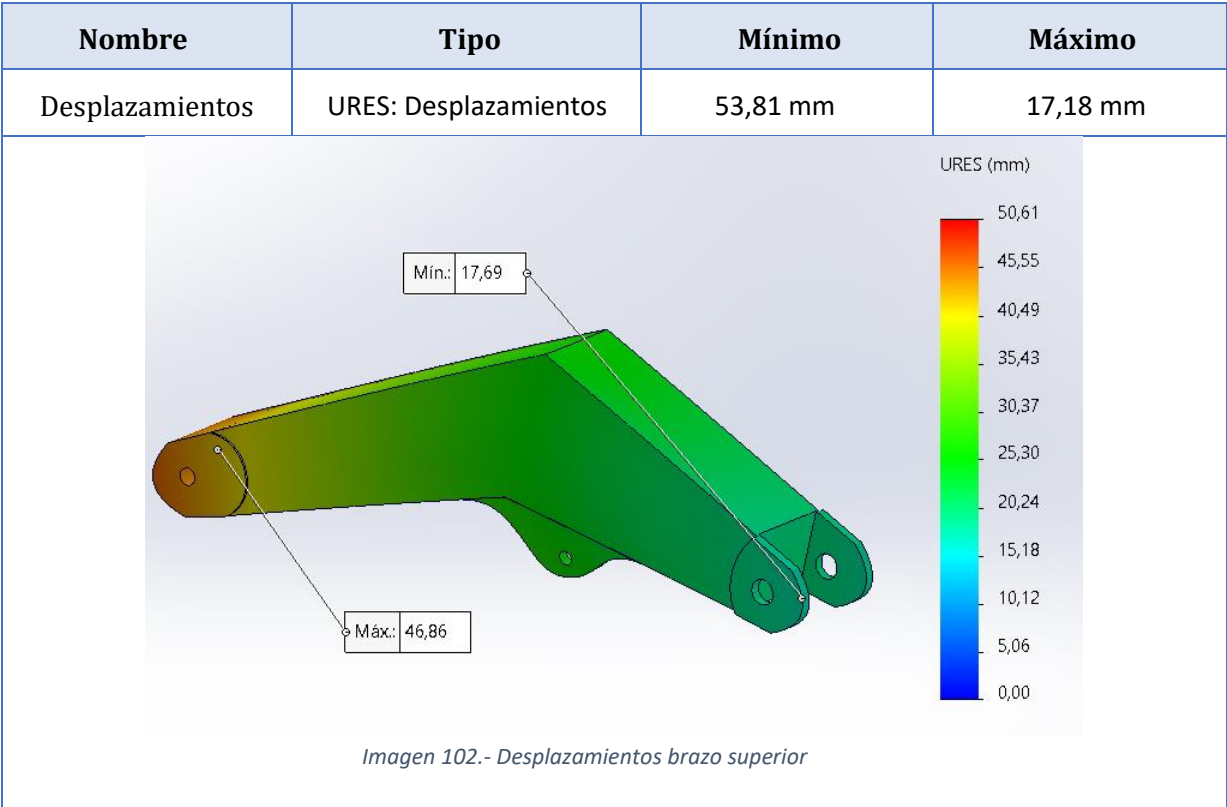 Nombre Tipo Mínimo Máximo
Desplazamientos URES: Desplazamientos 53,81 mm 17,18 mm
URES (mm)
50,61
45,55
40,49
35,43
30,37
25,30
20,24
15,18
10,12
5,06
0,00
Mín.: 17,69
Máx.: 46,86
Imagen 102.- Desplazamientos brazo superior